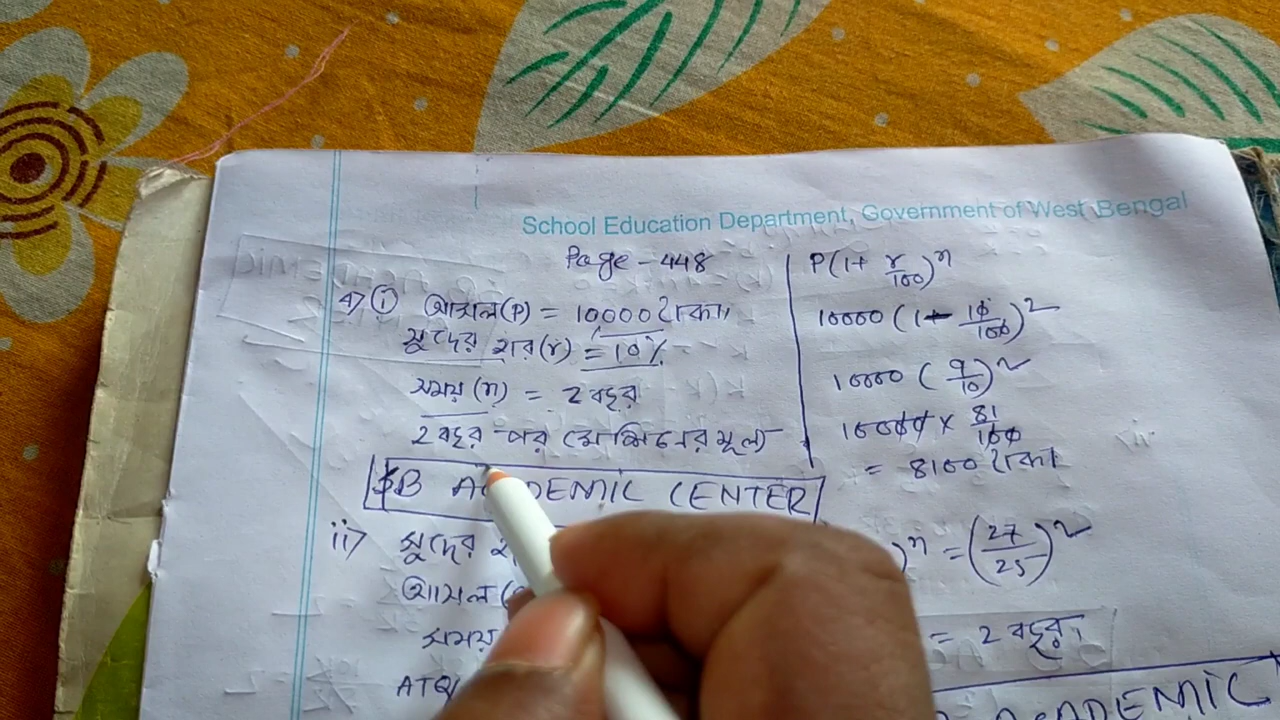 School Education Department, Government of West Bengal
Page - 448
4) i আসল(P) = 10000 টাকা।
সুদের হার(r) = 10%
সময় (n) = 2 বছর
2 বছর পর মেশিনের মূল্য
P(1+ r/100)^n
10000 (1- 10/100)^2
10000 (9/10)^2
10000 × 81/100
= 8100 টাকা
SB ACADEMIC CENTER
ii) সুদের
আসল
সময়
ATQ
)^n = (27/25)^2
= 2 বছর।
ACADEMIC